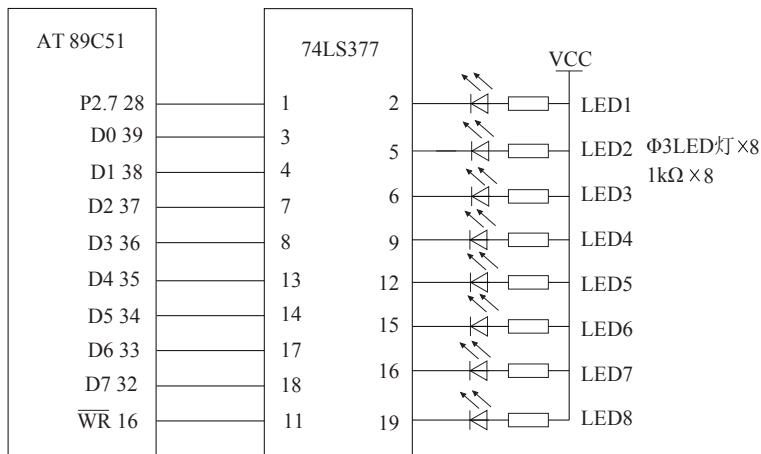 AT 89C51
74LS377
VCC
P2.7 28
1
2
LED1
D0 39
3
5
LED2
Φ3LED灯×8
D1 38
4
1kΩ×8
D2 37
7
6
LED3
D3 36
8
9
LED4
D4 35
13
12
LED5
D5 34
14
15
LED6
D6 33
17
16
LED7
D7 32
18
W̅R̅ 16
11
19
LED8